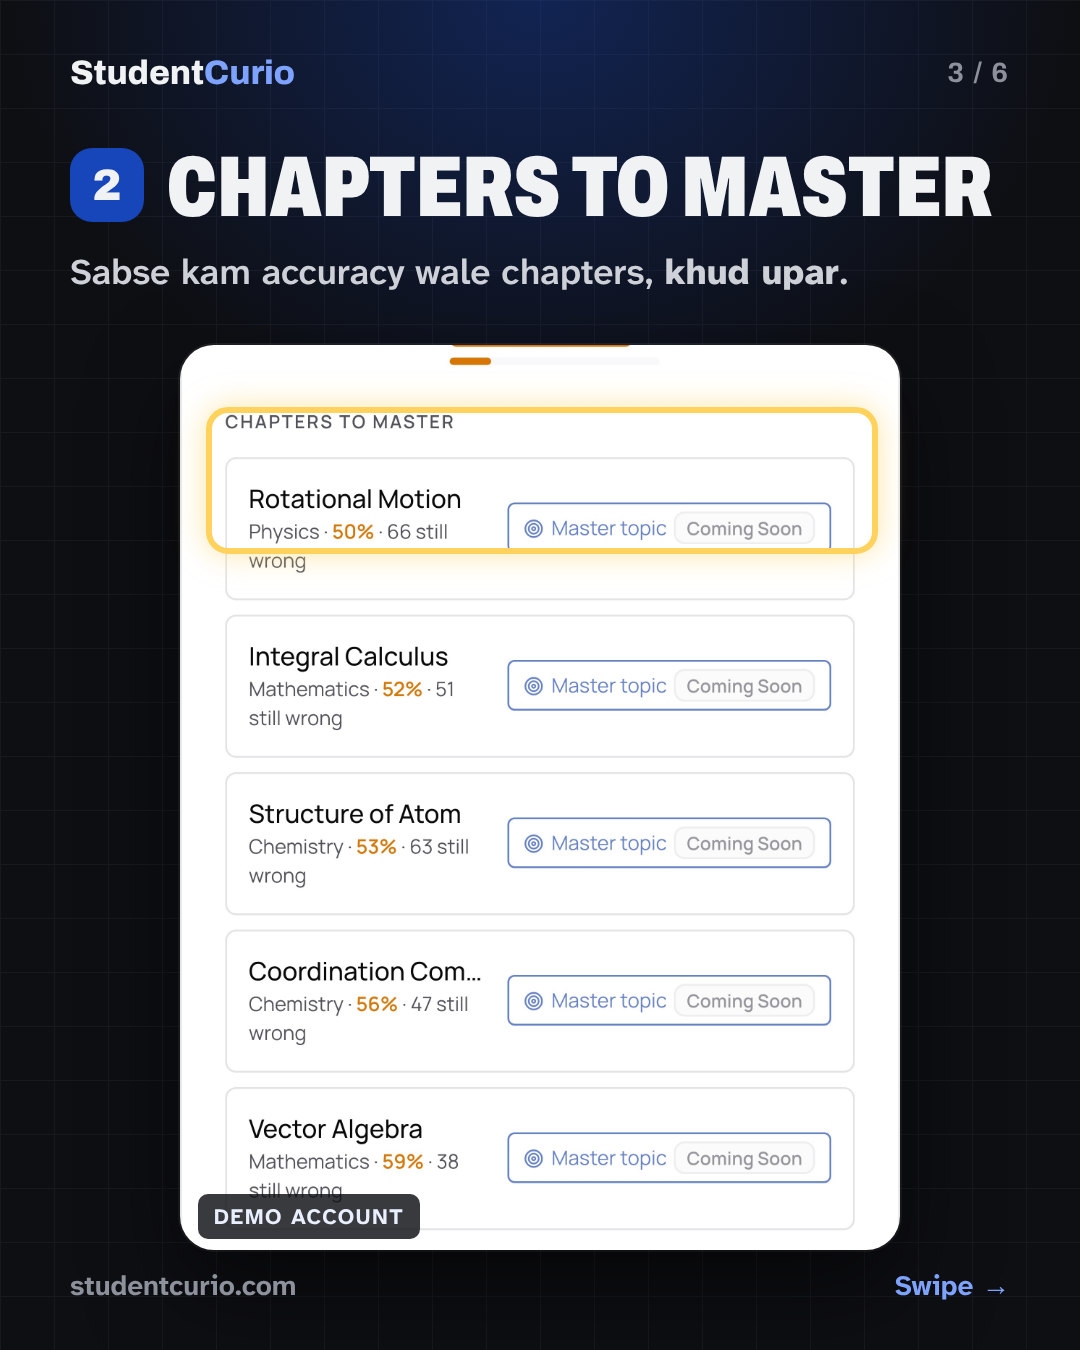 StudentCurio
3 / 6
2 CHAPTERS TO MASTER
Sabse kam accuracy wale chapters, khud upar.
CHAPTERS TO MASTER
Rotational Motion
Physics · 50% · 66 still
wrong
Master topic Coming Soon
Integral Calculus
Mathematics · 52% · 51
still wrong
Master topic Coming Soon
Structure of Atom
Chemistry · 53% · 63 still
wrong
Master topic Coming Soon
Coordination Com...
Chemistry · 56% · 47 still
wrong
Master topic Coming Soon
Vector Algebra
Mathematics · 59% · 38
still wrong
Master topic Coming Soon
DEMO ACCOUNT
studentcurio.com
Swipe →